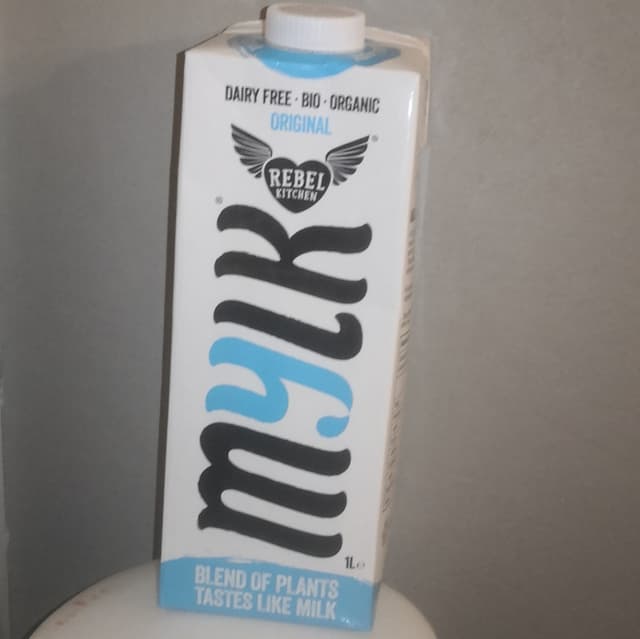 DAIRY FREE · BIO · ORGANIC
ORIGINAL
REBEL
KITCHEN
mylk
1L℮
BLEND OF PLANTS
TASTES LIKE MILK